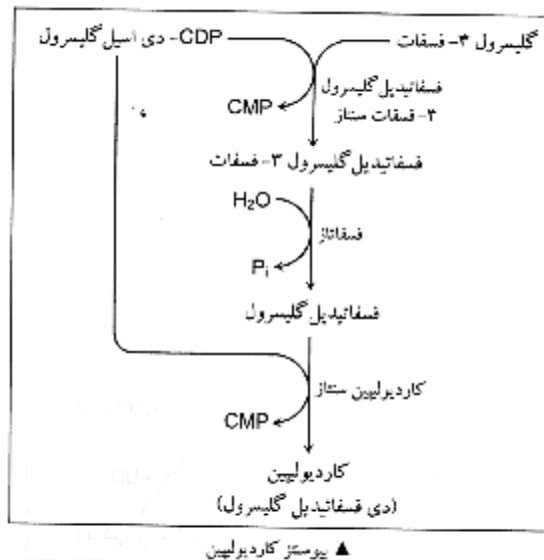 گلیسرول ۳- فسفات
CDP- دی اسیل گلیسرول
فسفاتیدیل گلیسرول
۳- فسفات سنتاز
CMP
فسفاتیدیل گلیسرول ۳- فسفات
H₂O
فسفاتاز
Pi
فسفاتیدیل گلیسرول
کاردیولیپین سنتاز
CMP
کاردیولیپین
(دی فسفاتیدیل گلیسرول)
▲ بیوسنتز کاردیولیپین